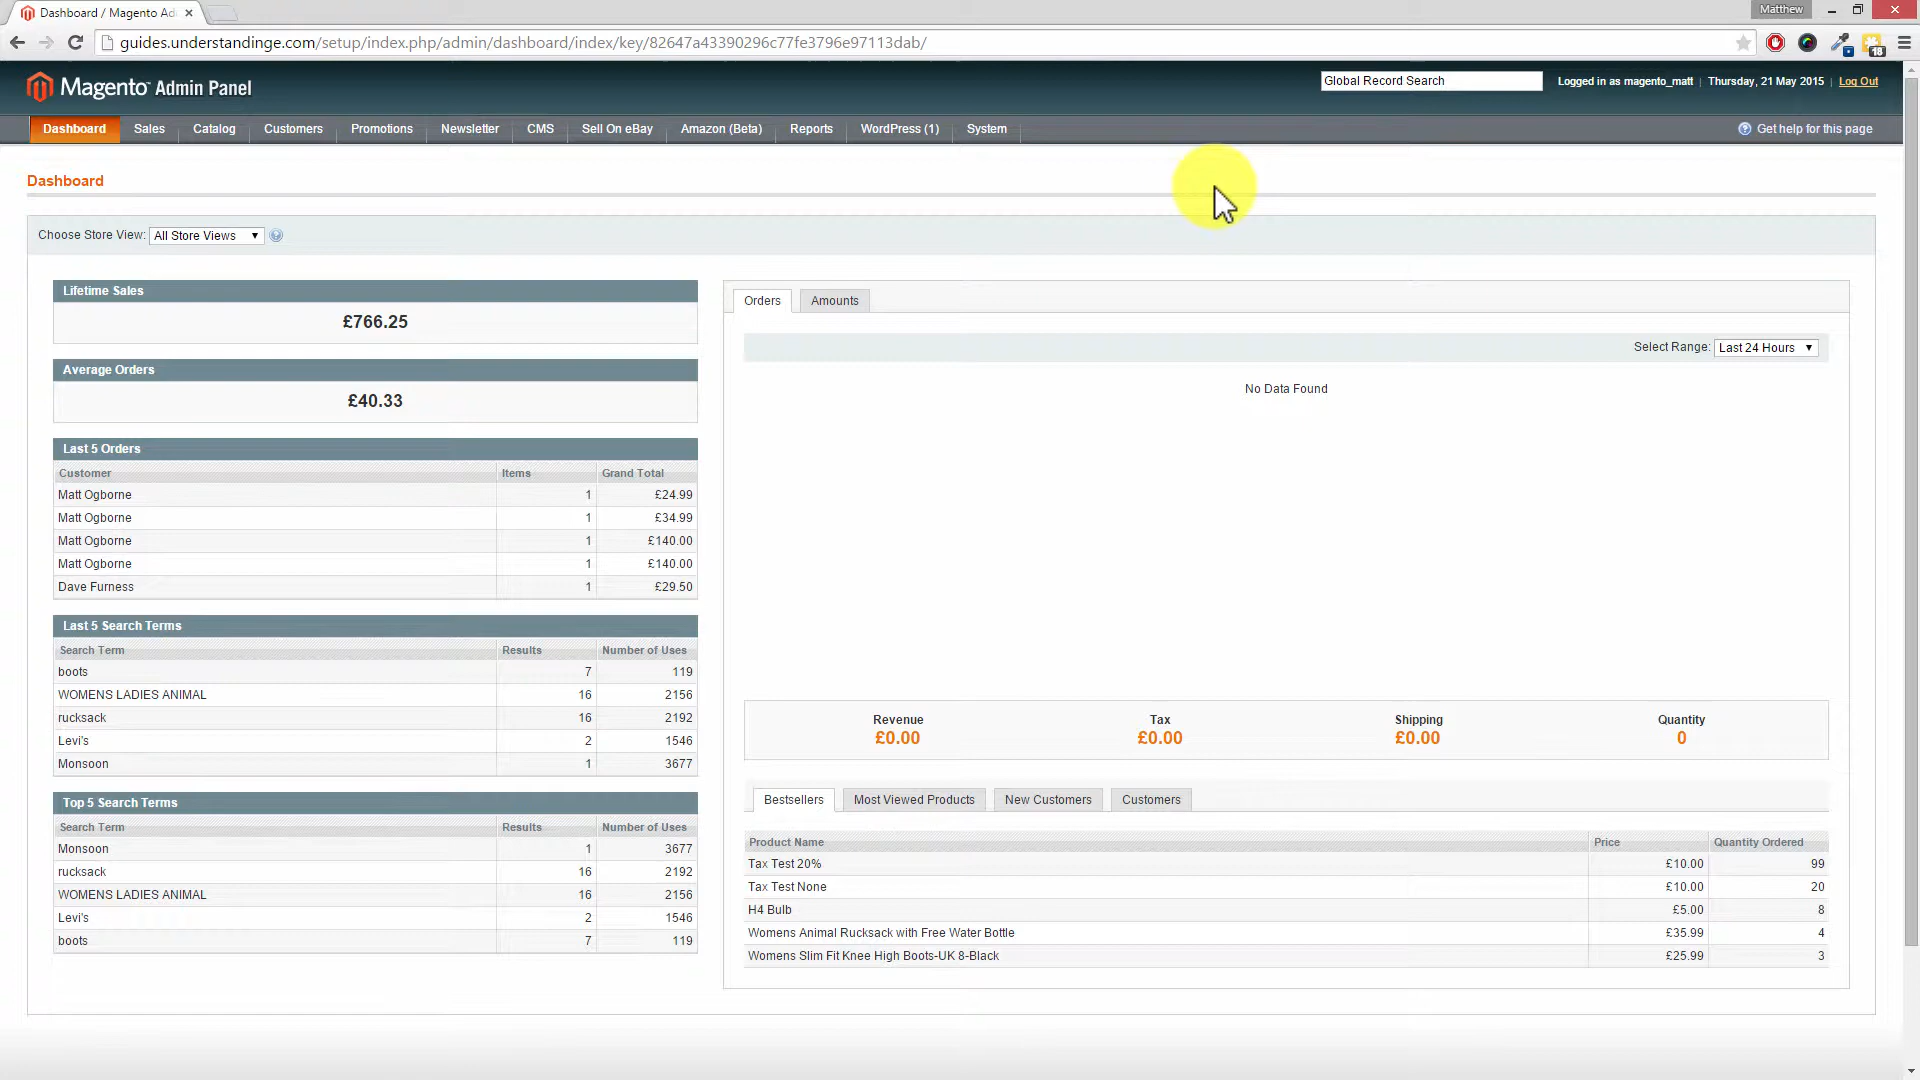 Dashboard / Magento Ad
Matthew
guides.understandinge.com/setup/index.php/admin/dashboard/index/key/82647a43390296c77fe3796e97113dab/
18
Magento Admin Panel
Global Record Search
Logged in as magento_matt | Thursday, 21 May 2015 | Log Out
Dashboard Sales Catalog Customers Promotions Newsletter CMS Sell On eBay Amazon (Beta) Reports WordPress (1) System
Get help for this page
Dashboard
Choose Store View: All Store Views
Lifetime Sales
£766.25
Average Orders
£40.33
Last 5 Orders
Customer Items Grand Total
Matt Ogborne 1 £24.99
Matt Ogborne 1 £34.99
Matt Ogborne 1 £140.00
Matt Ogborne 1 £140.00
Dave Furness 1 £29.50
Last 5 Search Terms
Search Term Results Number of Uses
boots 7 119
WOMENS LADIES ANIMAL 16 2156
rucksack 16 2192
Levi's 2 1546
Monsoon 1 3677
Top 5 Search Terms
Search Term Results Number of Uses
Monsoon 1 3677
rucksack 16 2192
WOMENS LADIES ANIMAL 16 2156
Levi's 2 1546
boots 7 119
Orders Amounts
Select Range: Last 24 Hours
No Data Found
Revenue Tax Shipping Quantity
£0.00 £0.00 £0.00 0
Bestsellers Most Viewed Products New Customers Customers
Product Name Price Quantity Ordered
Tax Test 20% £10.00 99
Tax Test None £10.00 20
H4 Bulb £5.00 8
Womens Animal Rucksack with Free Water Bottle £35.99 4
Womens Slim Fit Knee High Boots-UK 8-Black £25.99 3